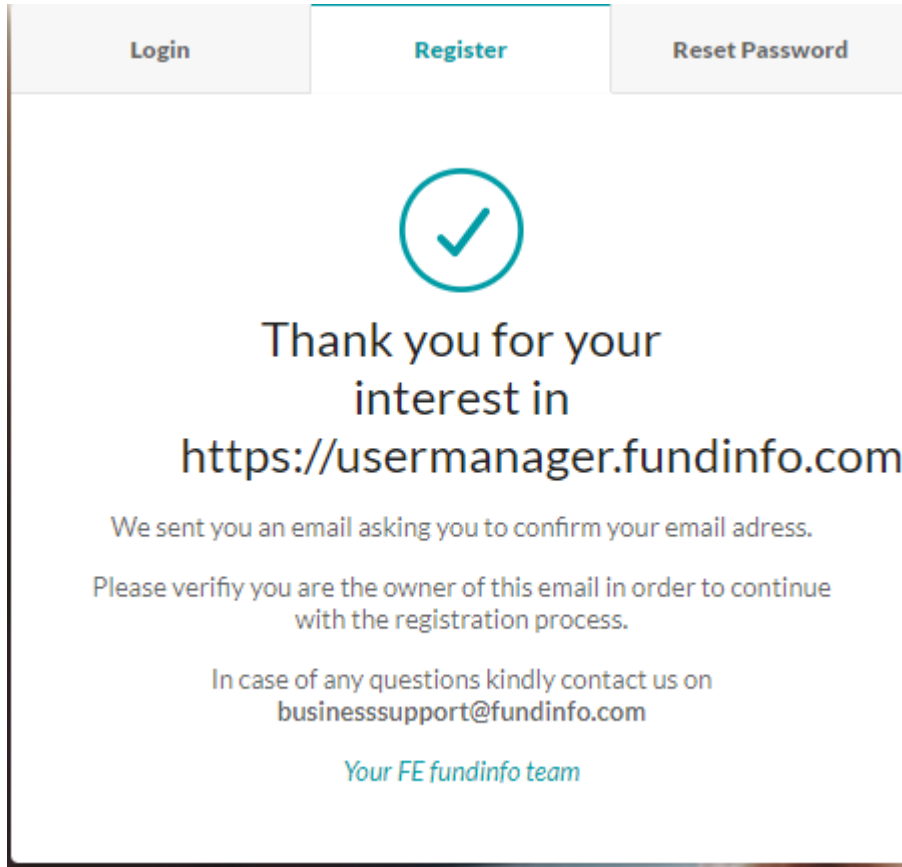 Login Register Reset Password
Thank you for your
interest in
https://usermanager.fundinfo.com
We sent you an email asking you to confirm your email adress.
Please verifiy you are the owner of this email in order to continue
with the registration process.
In case of any questions kindly contact us on
businesssupport@fundinfo.com
Your FE fundinfo team